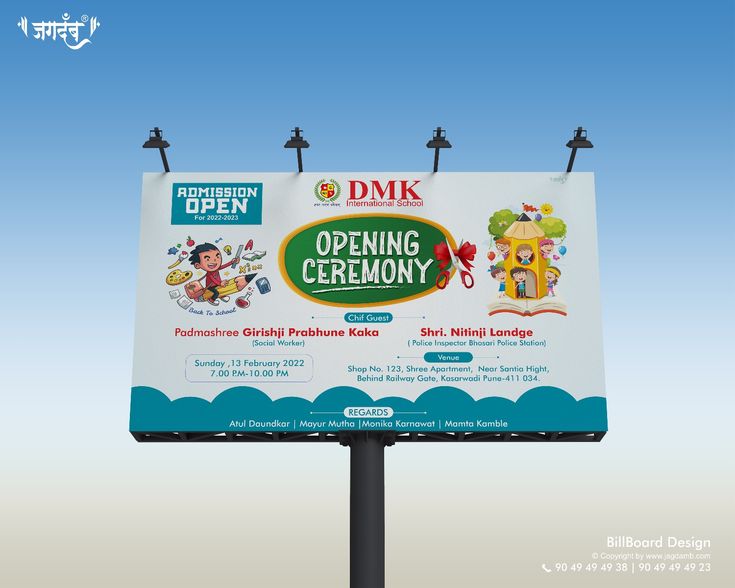 ॥ जगदंब ॥®
ADMISSION
OPEN
For 2022-2023
DMK
International School
OPENING
CEREMONY
Back To School
Chif Guest
Padmashree Girishji Prabhune Kaka
(Social Worker)
Shri. Nitinji Landge
( Police Inspector Bhosari Police Station)
Sunday ,13 February 2022
7.00 P.M-10.00 PM
Venue
Shop No. 123, Shree Apartment, Near Santia Hight,
Behind Railway Gate, Kasarwadi Pune-411 034.
REGARDS
Atul Daundkar | Mayur Mutha |Monika Karnawat | Mamta Kamble
BillBoard Design
© Copyright by www.jagdamb.com
90 49 49 49 38 | 90 49 49 49 23